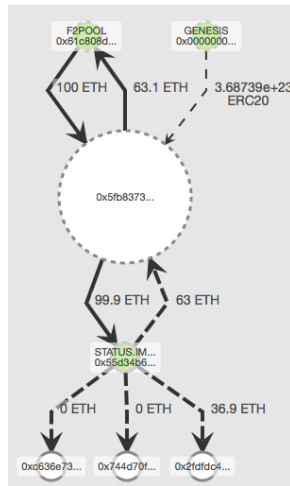 F2POOL
0x61c808d...
GENESIS
0x0000000...
100 ETH
63.1 ETH
3.68739e+23
ERC20
0x5fb8373...
99.9 ETH
63 ETH
STATUS.IM...
0x55d34b6...
0 ETH
0 ETH
36.9 ETH
0xc636e73...
0x744d70f...
0x2fdfdc4...